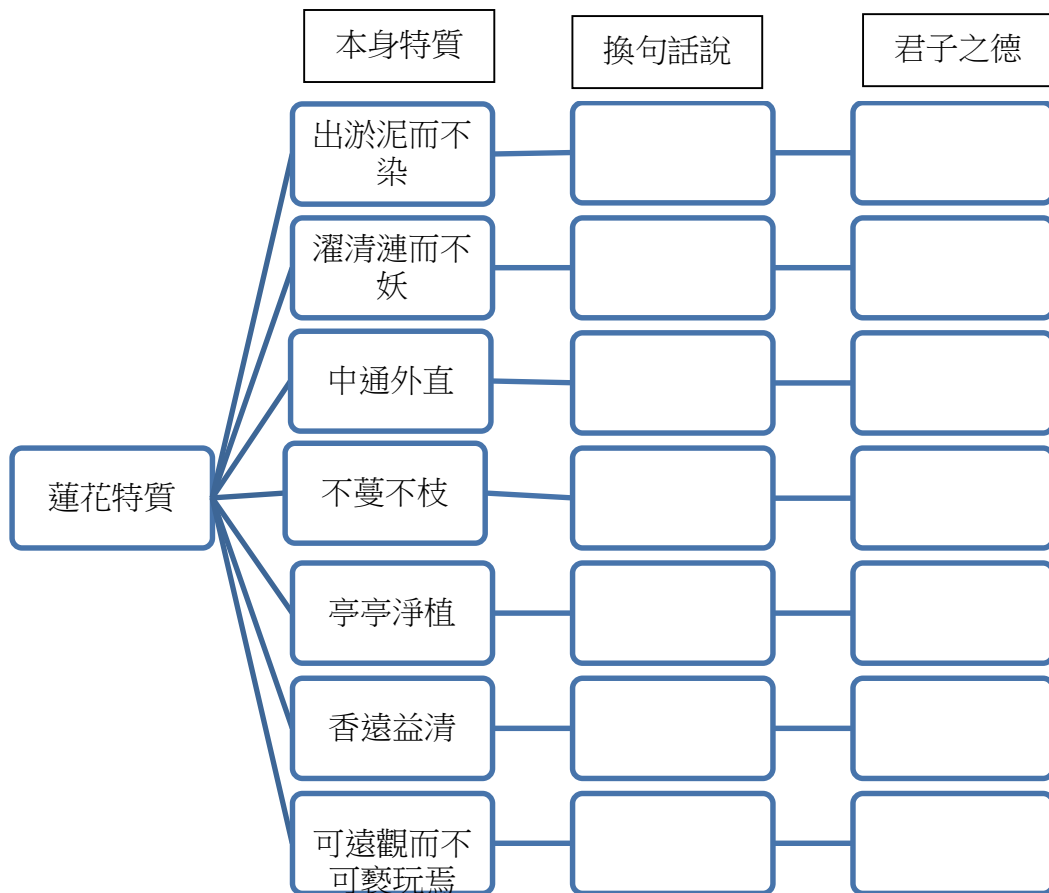 本身特質
換句話說
君子之德
出淤泥而不
染
濯清漣而不
妖
中通外直
蓮花特質
不蔓不枝
亭亭淨植
香遠益清
可遠觀而不
可褻玩焉